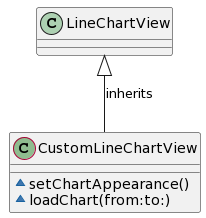 C LineChartView
inherits
C CustomLineChartView
setChartAppearance()
loadChart(from:to:)